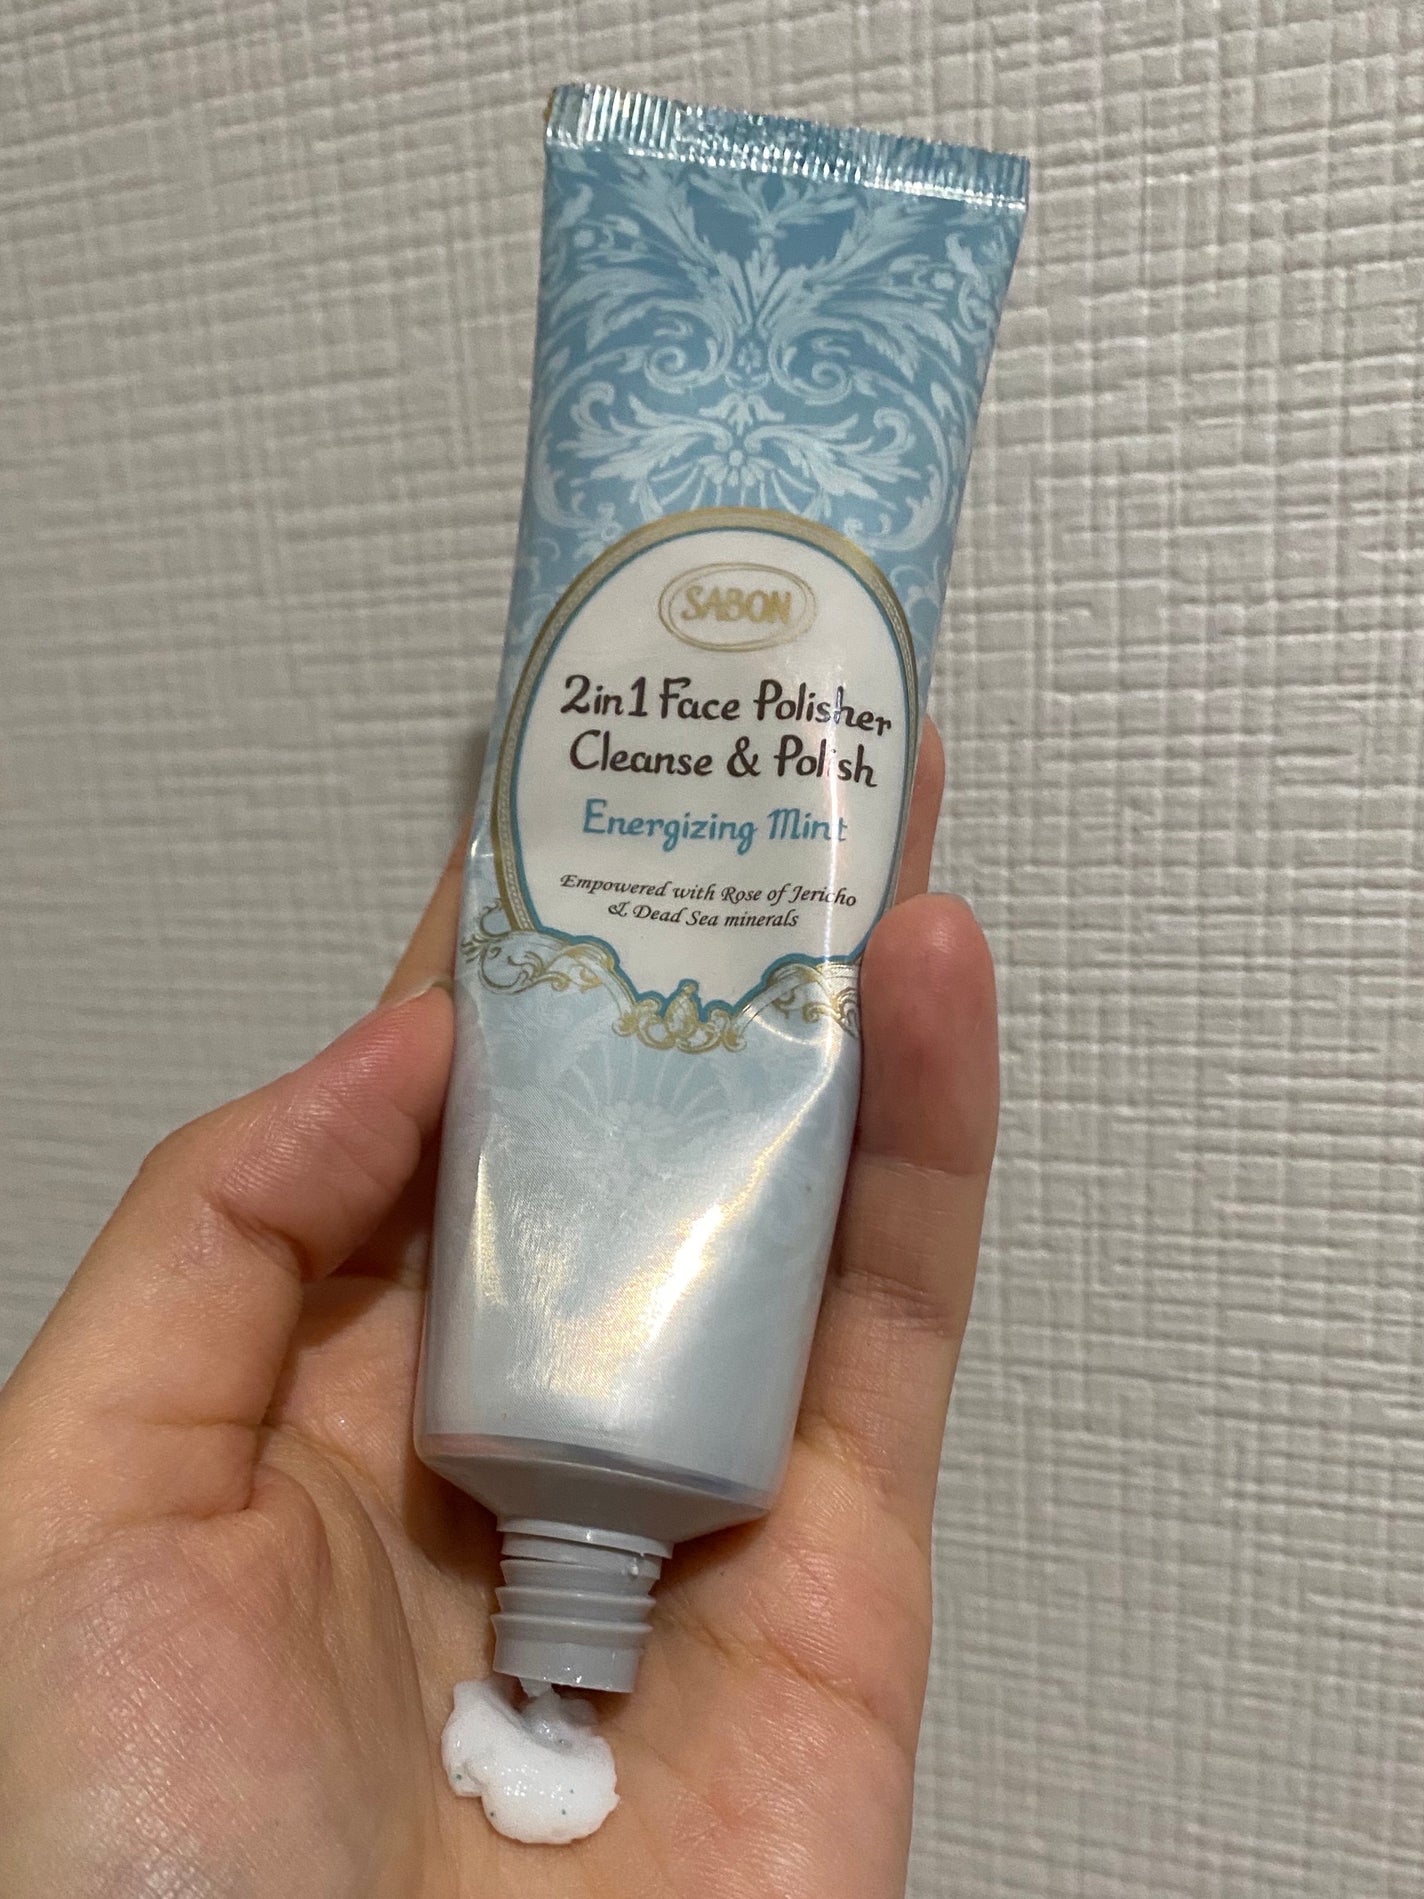 SABON
2in1 Face Polisher
Cleanse & Polish
Energizing Mint
Empowered with Rose of Jericho
& Dead Sea minerals